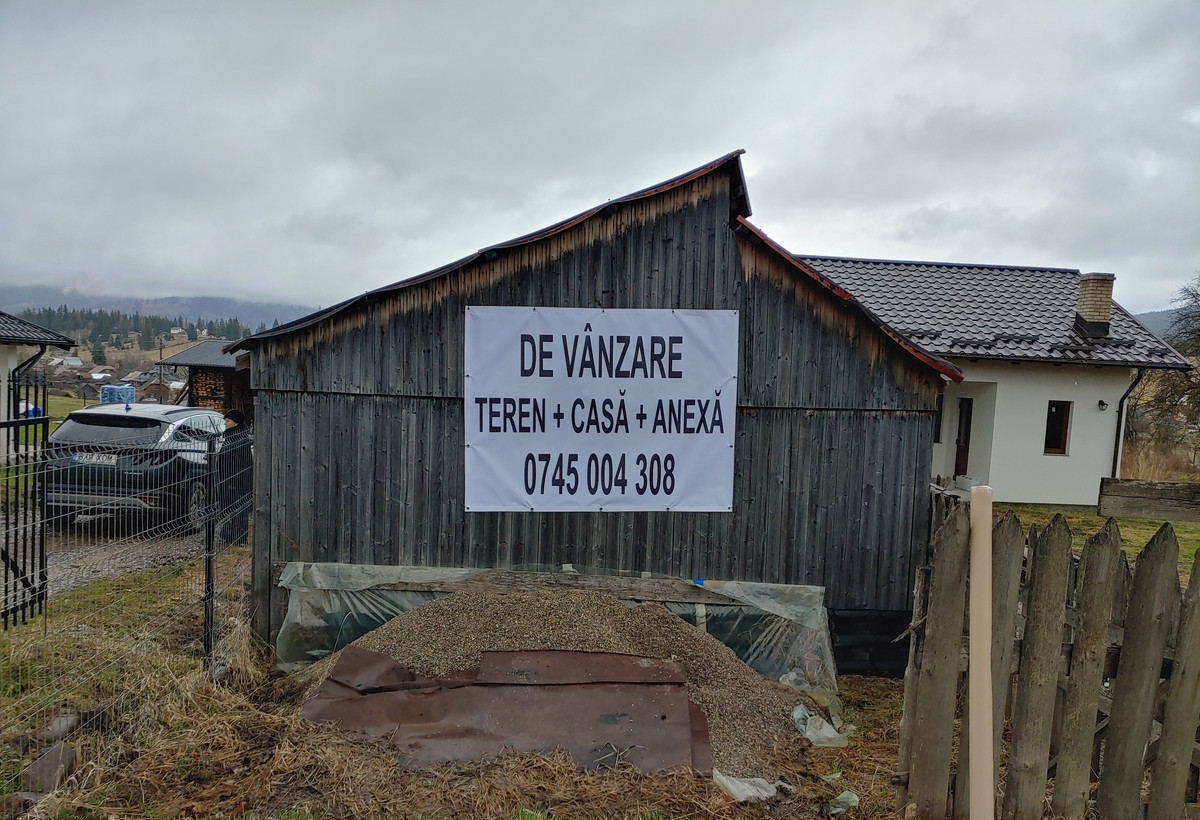 DE VÂNZARE
TEREN + CASĂ + ANEXĂ
0745 004 308